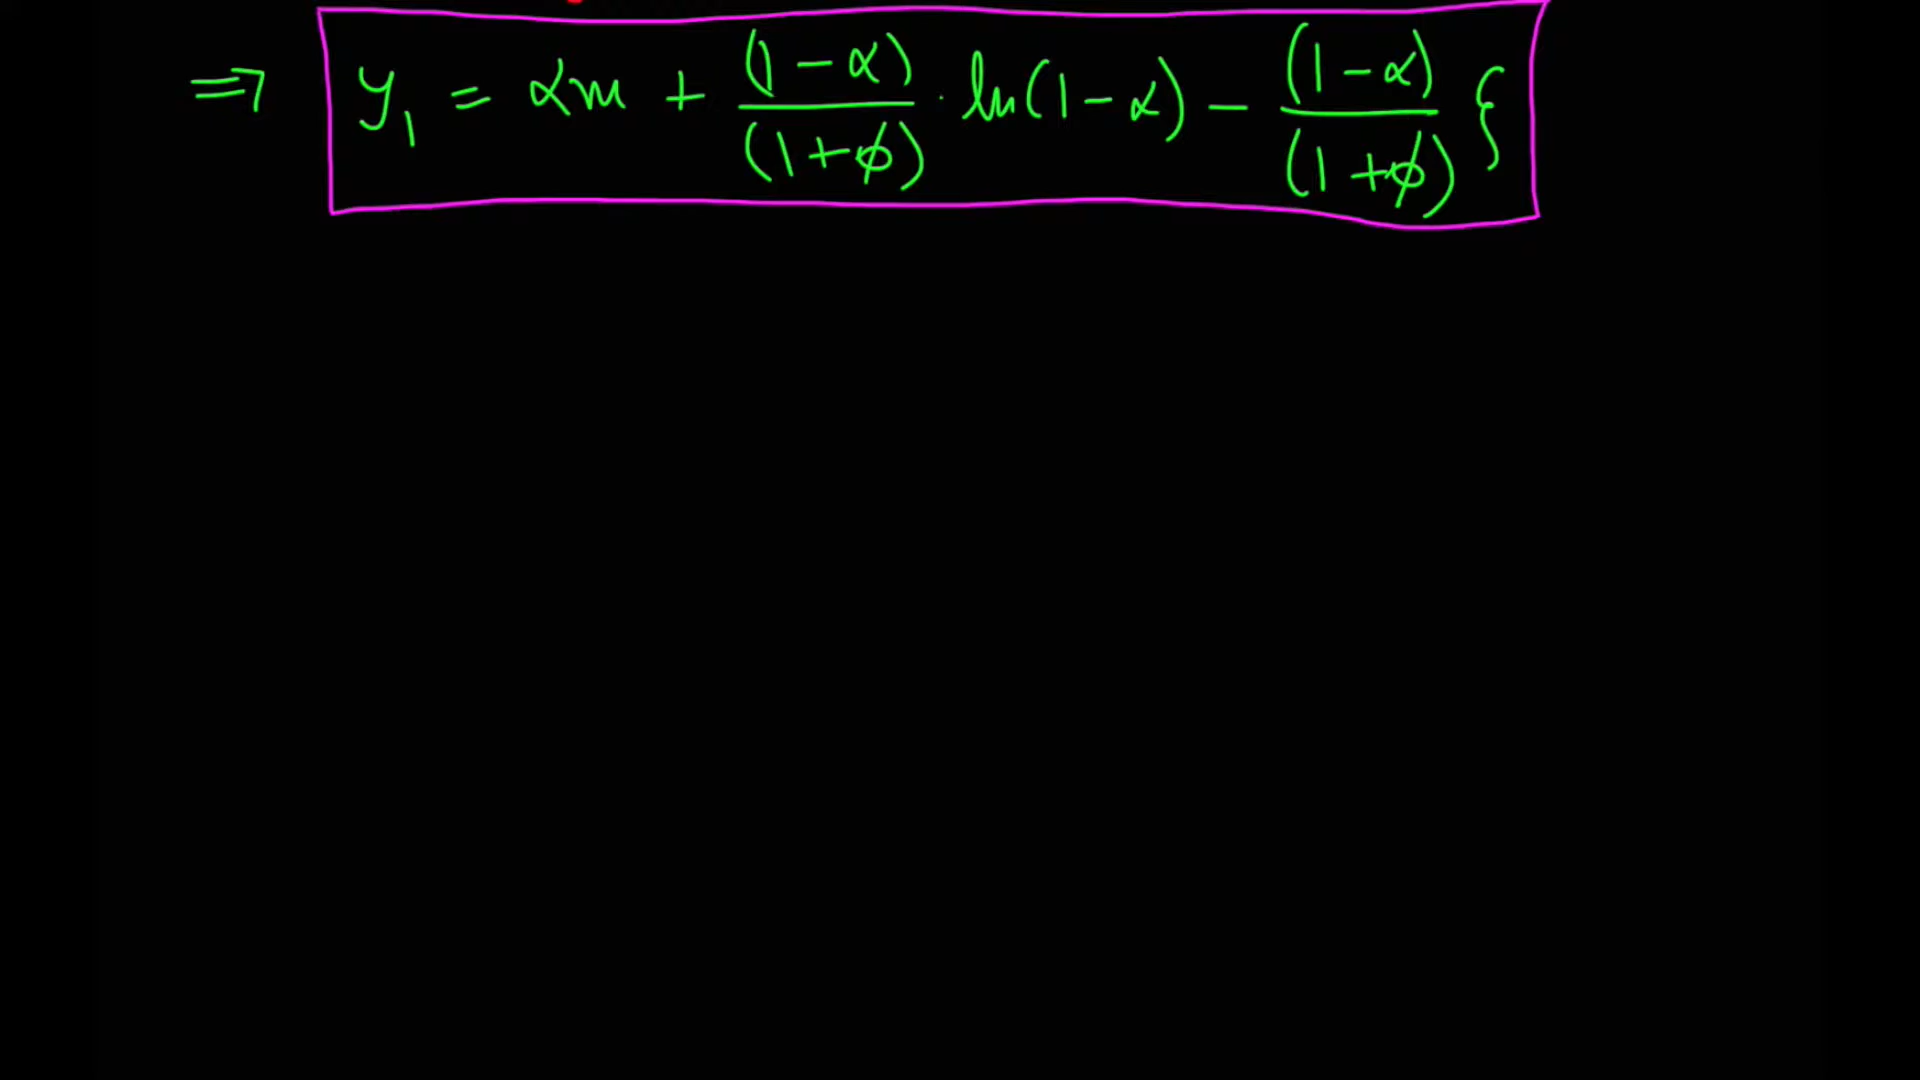 ⇒ y₁ = αm + (1-α)/(1+ϕ) · ln(1-α) - (1-α)/(1+ϕ) ξ